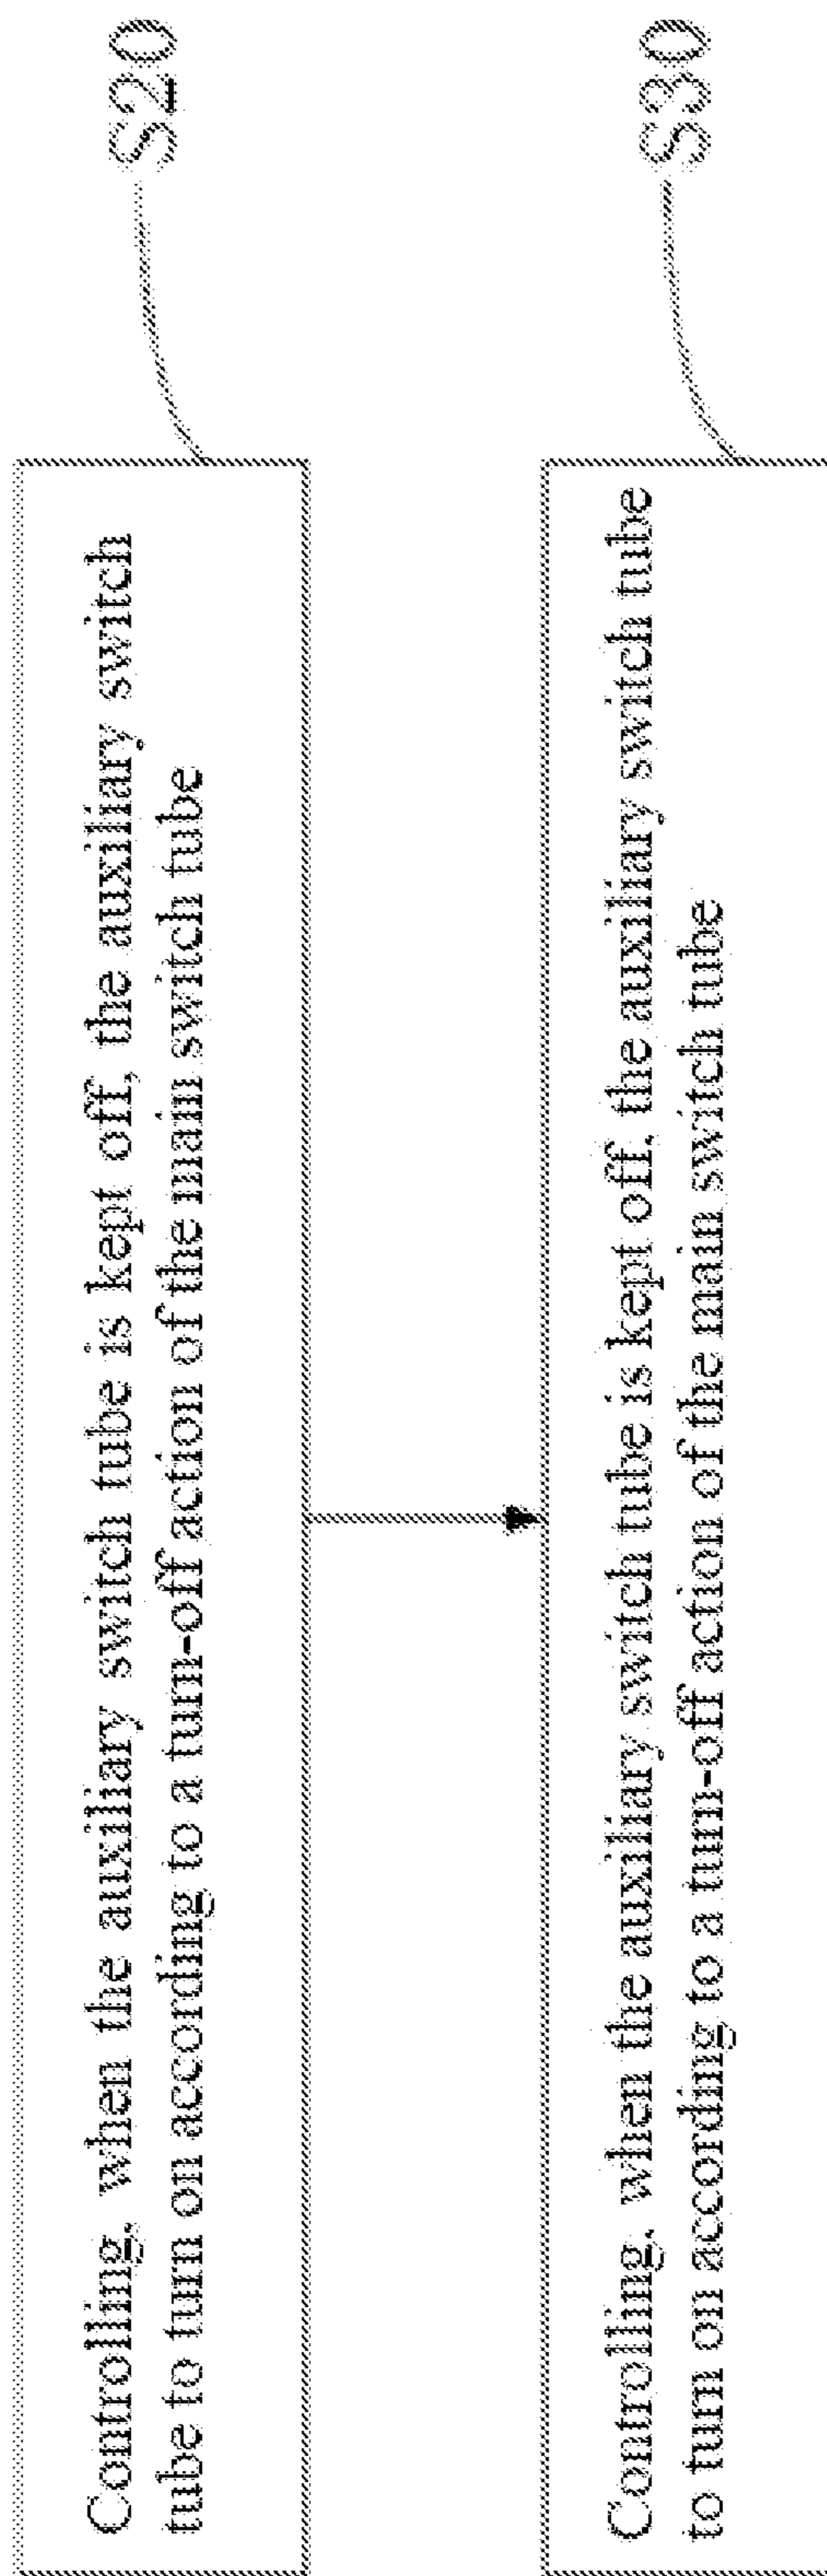 Controlling, when the auxiliary switch tube is kept off, the auxiliary switch
tube to turn on according to a turn-off action of the main switch tube
S20
Controlling, when the auxiliary switch tube is kept off, the auxiliary switch tube
to turn on according to a turn-off action of the main switch tube
S30